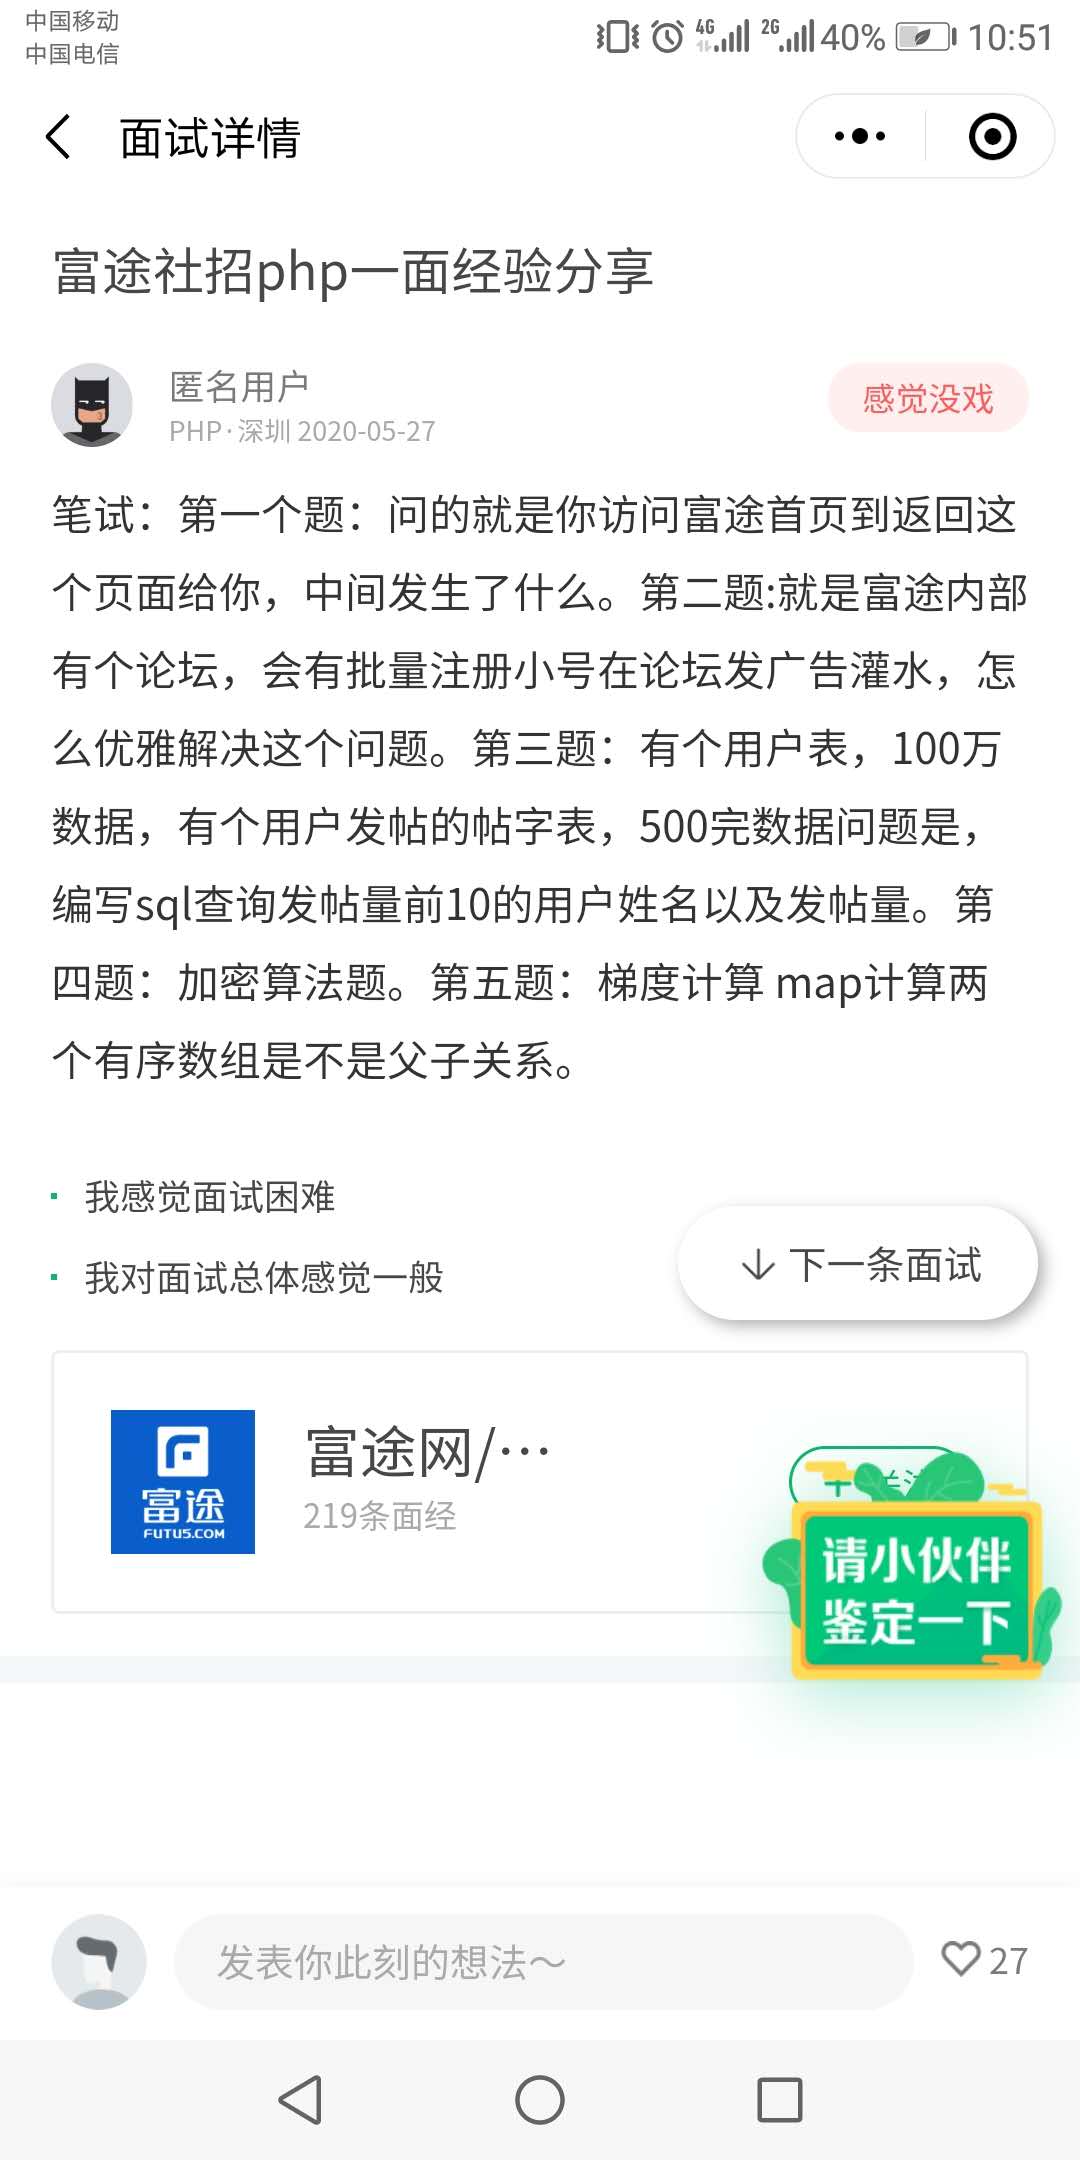 中国移动
中国电信
4G 2G 40% 10:51
面试详情
富途社招php一面经验分享
匿名用户
感觉没戏
PHP·深圳 2020-05-27
笔试：第一个题：问的就是你访问富途首页到返回这
个页面给你，中间发生了什么。第二题:就是富途内部
有个论坛，会有批量注册小号在论坛发广告灌水，怎
么优雅解决这个问题。第三题：有个用户表，100万
数据，有个用户发帖的帖字表，500完数据问题是，
编写sql查询发帖量前10的用户姓名以及发帖量。第
四题：加密算法题。第五题：梯度计算 map计算两
个有序数组是不是父子关系。
我感觉面试困难
我对面试总体感觉一般
下一条面试
富途
FUTU5.COM
富途网/···
219条面经
请小伙伴
鉴定一下
发表你此刻的想法～
27